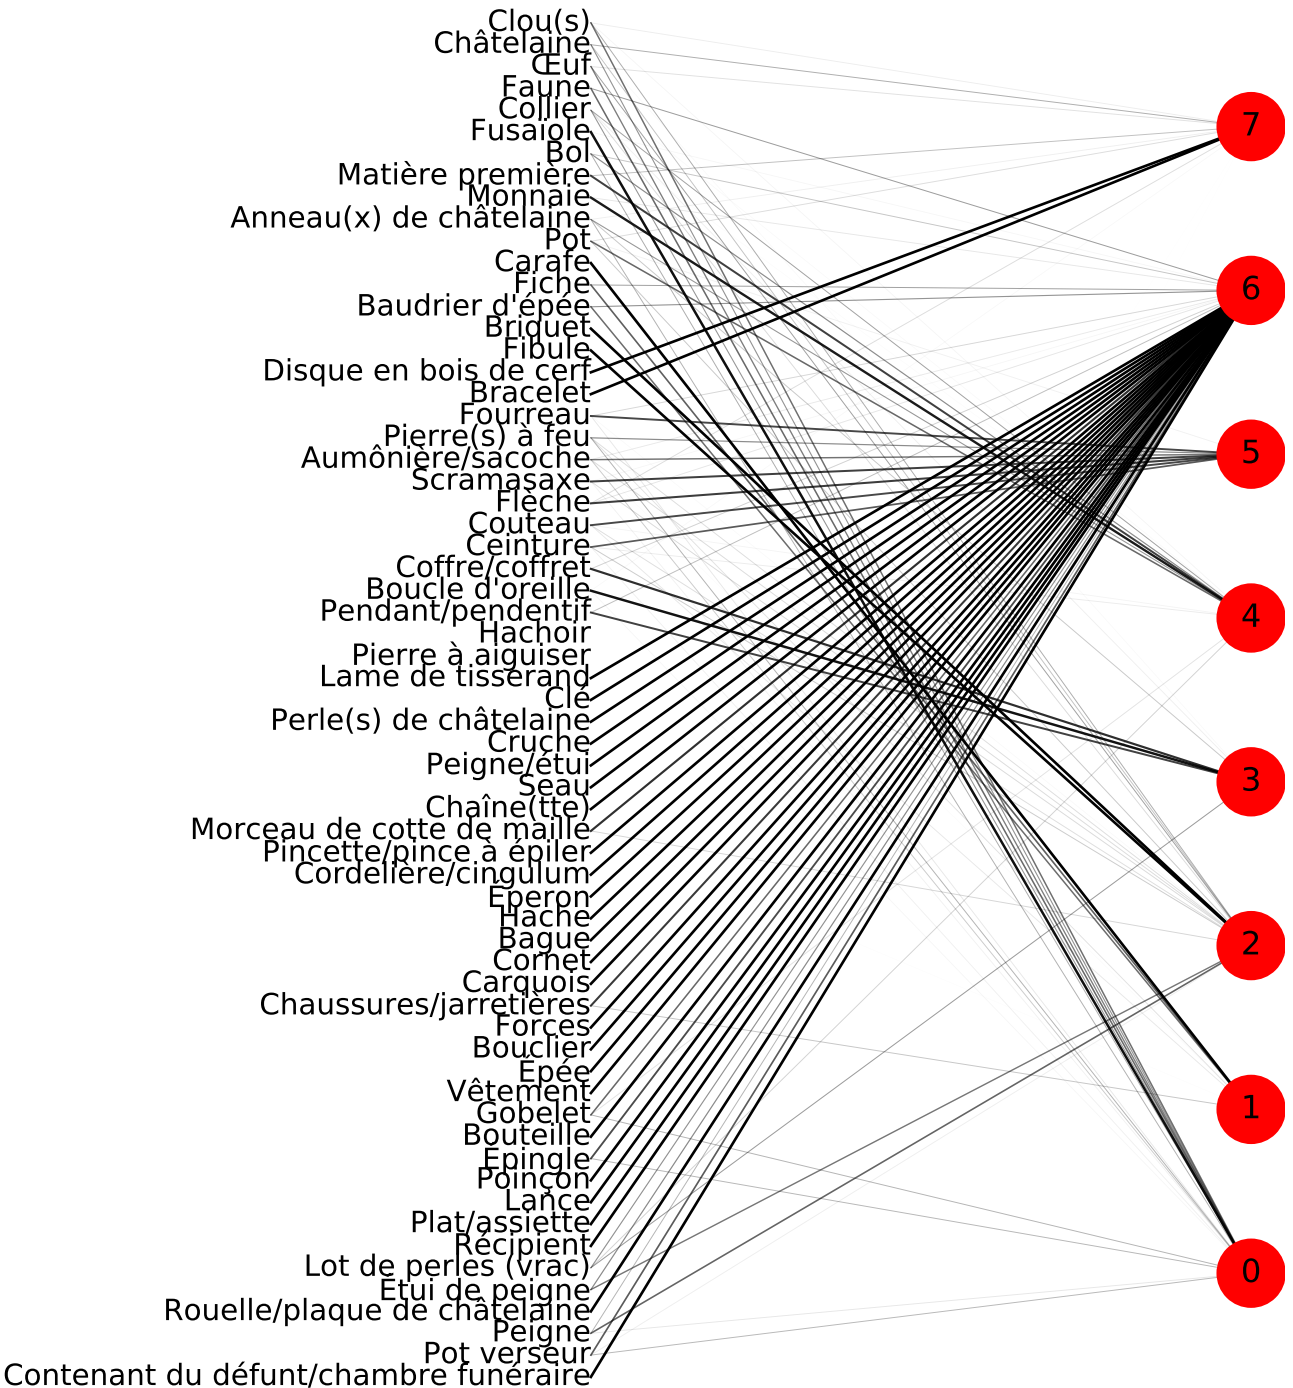 Clou(s)
Châtelaine
Œuf
Faune
Collier
Fusaïole
Bol
Matière première
Monnaie
Anneau(x) de châtelaine
Pot
Carafe
Fiche
Baudrier d'épée
Briquet
Fibule
Disque en bois de cerf
Bracelet
Fourreau
Pierre(s) à feu
Aumônière/sacoche
Scramasaxe
Flèche
Couteau
Ceinture
Coffre/coffret
Boucle d'oreille
Pendant/pendentif
Hachoir
Pierre à aiguiser
Lame de tisserand
Clé
Perle(s) de châtelaine
Cruche
Peigne/étui
Seau
Chaîne(tte)
Morceau de cotte de maille
Pincette/pince à épiler
Cordelière/cingulum
Éperon
Hache
Bague
Cornet
Carquois
Chaussures/jarretières
Forces
Bouclier
Épée
Vêtement
Gobelet
Bouteille
Épingle
Poinçon
Lance
Plat/assiette
Récipient
Lot de perles (vrac)
Étui de peigne
Rouelle/plaque de châtelaine
Peigne
Pot verseur
Contenant du défunt/chambre funéraire
7
6
5
4
3
2
1
0